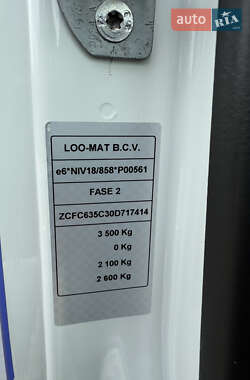 auto
RIA
LOO-MAT B.C.V.
e6*NIV18/858*P00561
FASE 2
ZCFC635C30D717414
3 500 Kg
0 Kg
2 100 Kg
2 600 Kg